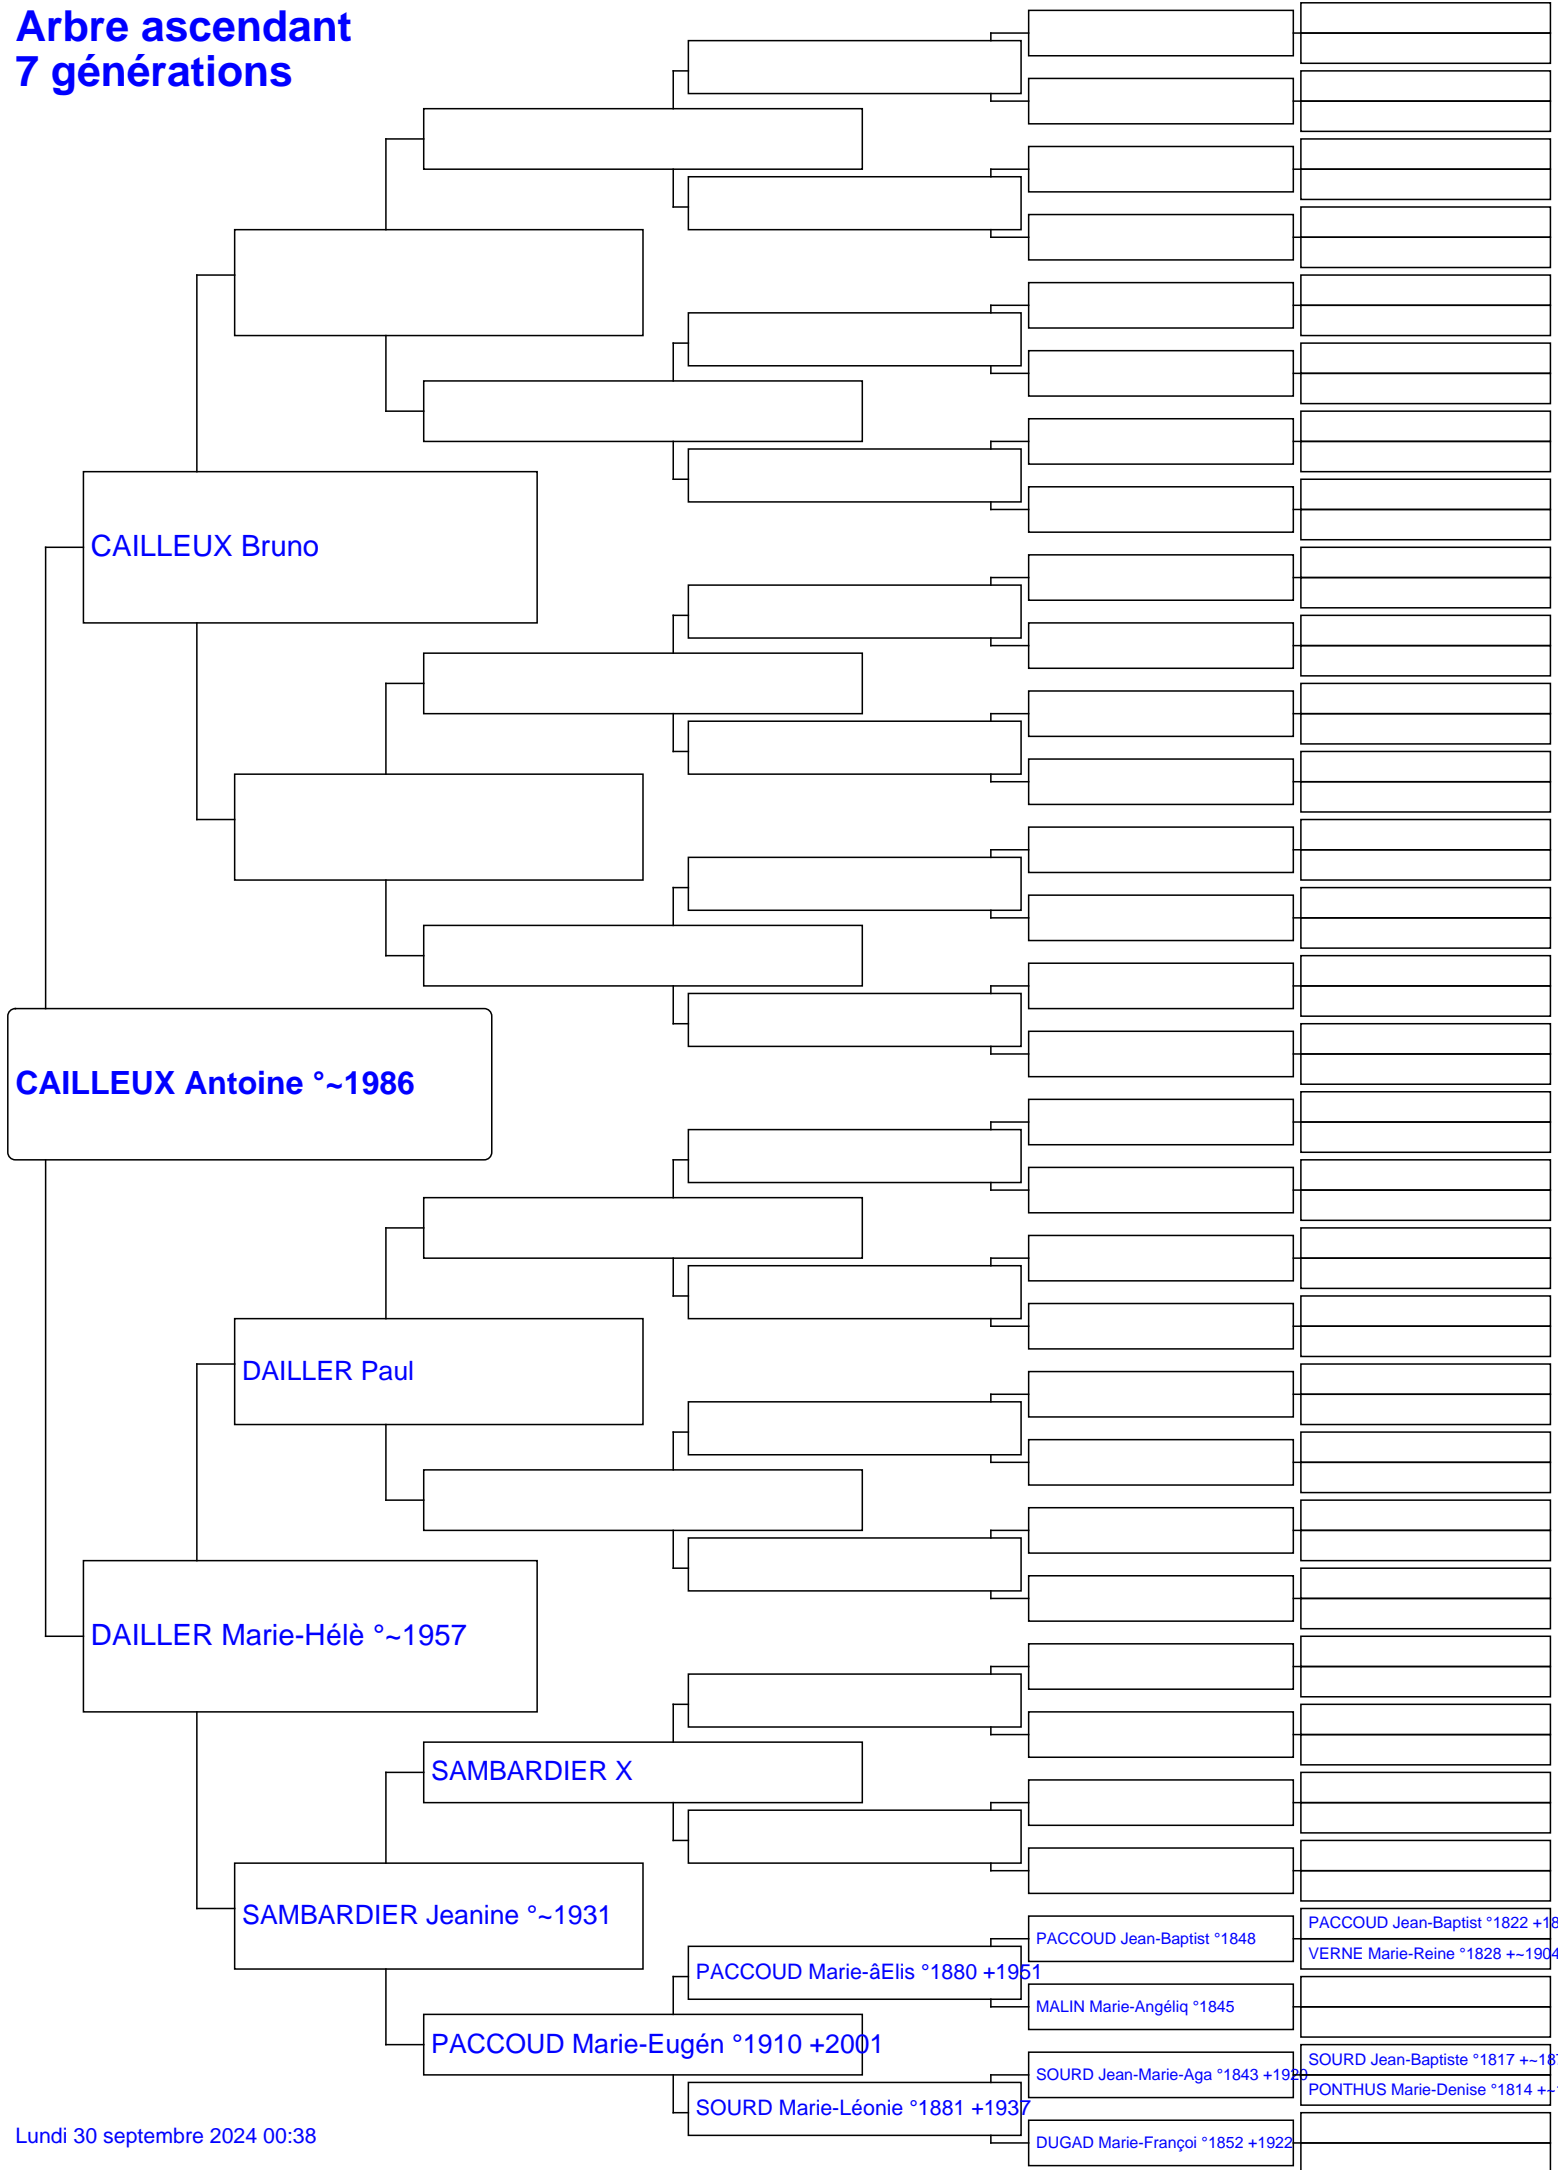 Arbre ascendant
7 générations
CAILLEUX Bruno
CAILLEUX Antoine °~1986
DAILLER Paul
DAILLER Marie-Hélè °~1957
SAMBARDIER X
SAMBARDIER Jeanine °~1931
PACCOUD Jean-Baptist °1822 +18
PACCOUD Jean-Baptist °1848
VERNE Marie-Reine °1828 +~1904
PACCOUD Marie-âElis °1880 +1951
MALIN Marie-Angéliq °1845
PACCOUD Marie-Eugén °1910 +2001
SOURD Jean-Baptiste °1817 +~187
SOURD Jean-Marie-Aga °1843 +1920
PONTHUS Marie-Denise °1814 +~1
SOURD Marie-Léonie °1881 +1937
DUGAD Marie-Françoi °1852 +1922
Lundi 30 septembre 2024 00:38